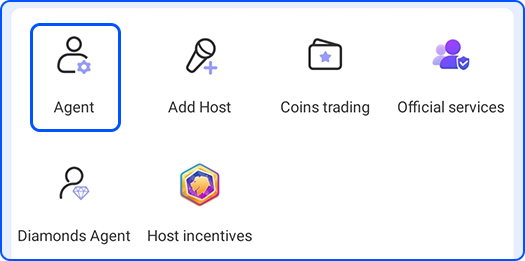 Agent
Add Host
Coins trading
Official services
Diamonds Agent
Host incentives